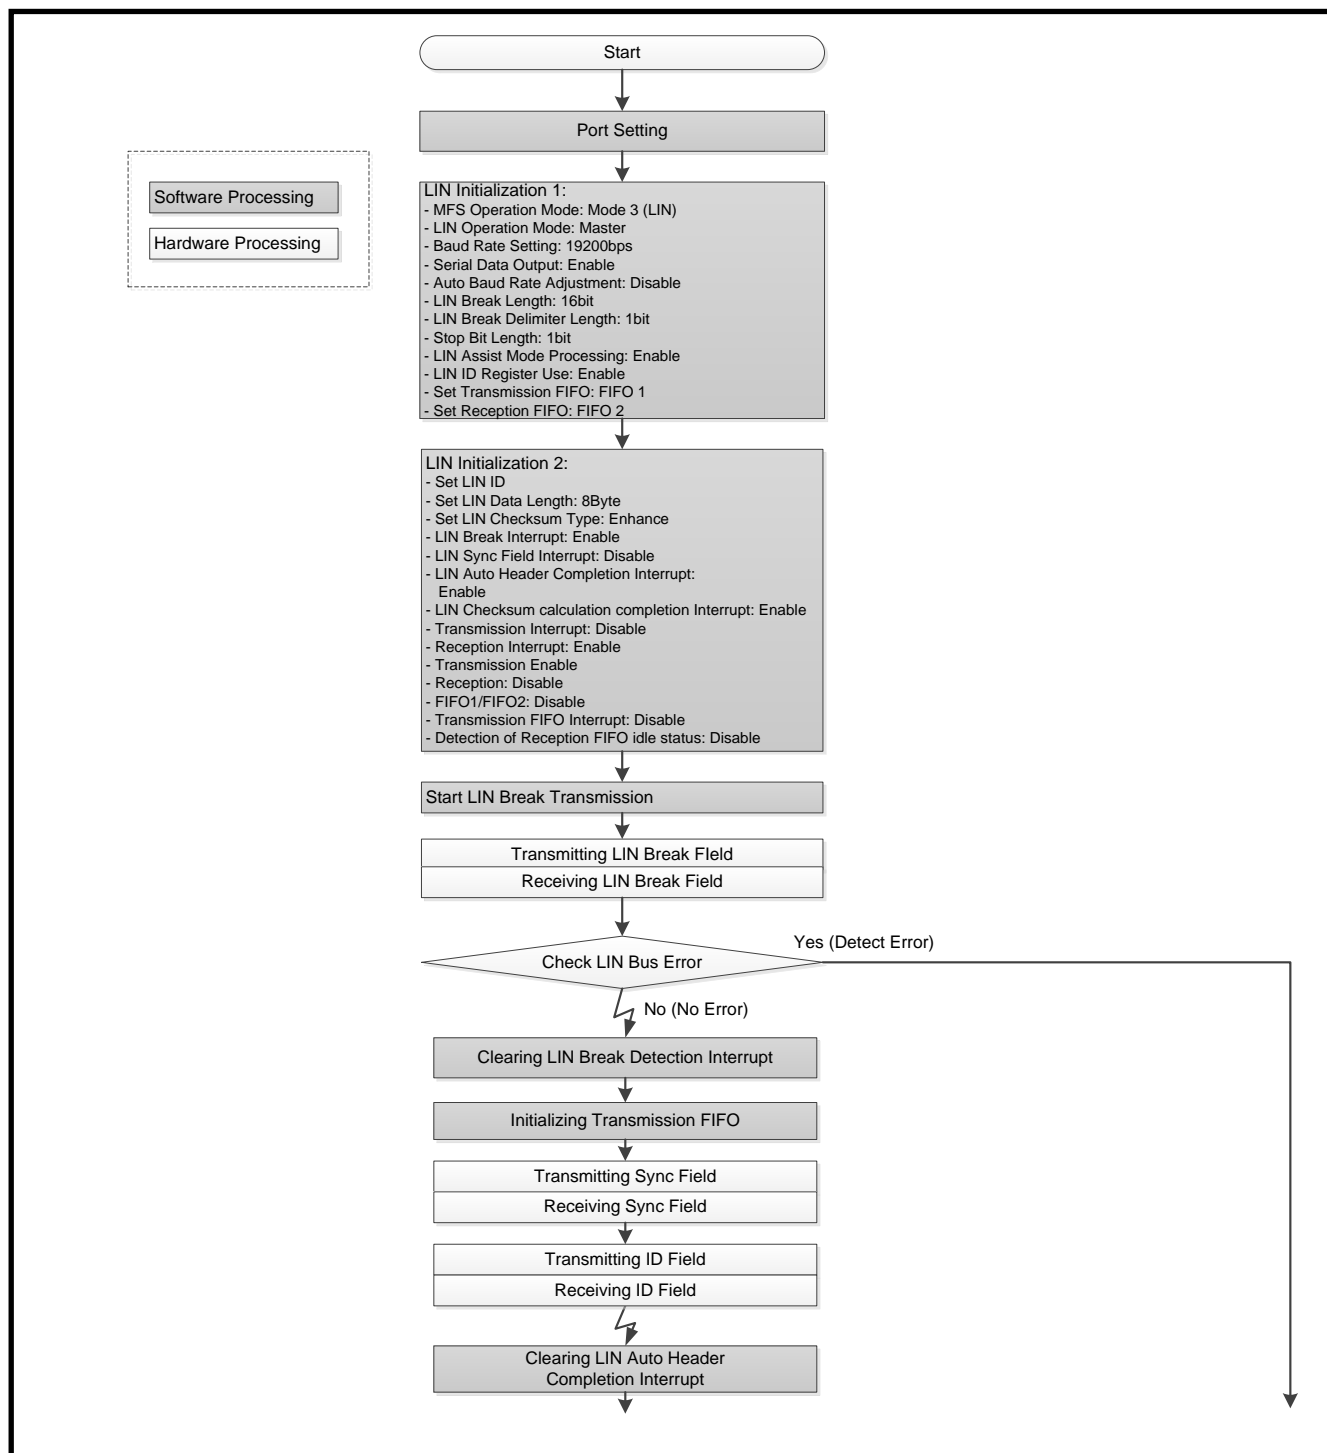 Start
Port Setting
Software Processing
Hardware Processing
LIN Initialization 1:
- MFS Operation Mode: Mode 3 (LIN)
- LIN Operation Mode: Master
- Baud Rate Setting: 19200bps
- Serial Data Output: Enable
- Auto Baud Rate Adjustment: Disable
- LIN Break Length: 16bit
- LIN Break Delimiter Length: 1bit
- Stop Bit Length: 1bit
- LIN Assist Mode Processing: Enable
- LIN ID Register Use: Enable
- Set Transmission FIFO: FIFO 1
- Set Reception FIFO: FIFO 2
LIN Initialization 2:
- Set LIN ID
- Set LIN Data Length: 8Byte
- Set LIN Checksum Type: Enhance
- LIN Break Interrupt: Enable
- LIN Sync Field Interrupt: Disable
- LIN Auto Header Completion Interrupt:
Enable
- LIN Checksum calculation completion Interrupt: Enable
- Transmission Interrupt: Disable
- Reception Interrupt: Enable
- Transmission Enable
- Reception: Disable
- FIFO1/FIFO2: Disable
- Transmission FIFO Interrupt: Disable
- Detection of Reception FIFO idle status: Disable
Start LIN Break Transmission
Transmitting LIN Break FIeld
Receiving LIN Break Field
Yes (Detect Error)
Check LIN Bus Error
No (No Error)
Clearing LIN Break Detection Interrupt
Initializing Transmission FIFO
Transmitting Sync Field
Receiving Sync Field
Transmitting ID Field
Receiving ID Field
Clearing LIN Auto Header
Completion Interrupt